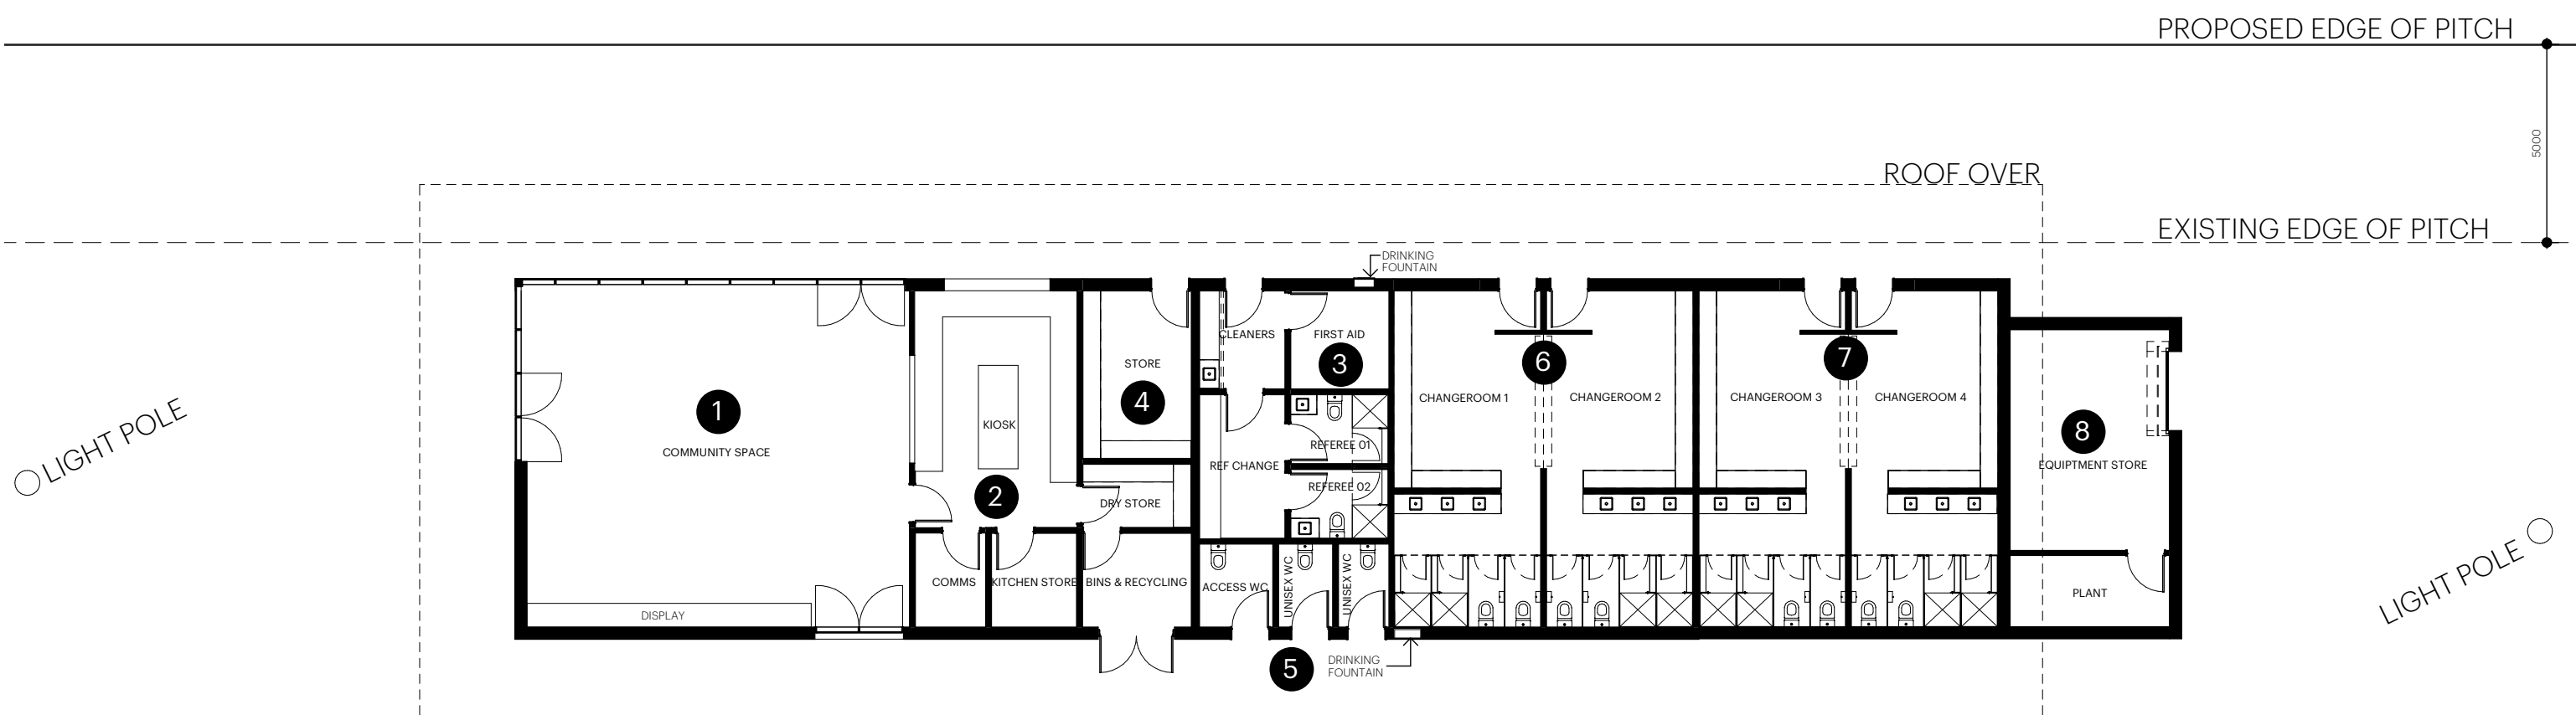 PROPOSED EDGE OF PITCH
5000
ROOF OVER
EXISTING EDGE OF PITCH
DRINKING
FOUNTAIN
LIGHT POLE
1
COMMUNITY SPACE
DISPLAY
KIOSK
2
COMMS
KITCHEN STORE
STORE
4
DRY STORE
BINS & RECYCLING
CLEANERS
FIRST AID
3
REF CHANGE
REFEREE 01
REFEREE 02
ACCESS WC
UNISEX WC
UNISEX WC
5
DRINKING
FOUNTAIN
6
CHANGEROOM 1
CHANGEROOM 2
7
CHANGEROOM 3
CHANGEROOM 4
8
EQUIPTMENT STORE
PLANT
LIGHT POLE